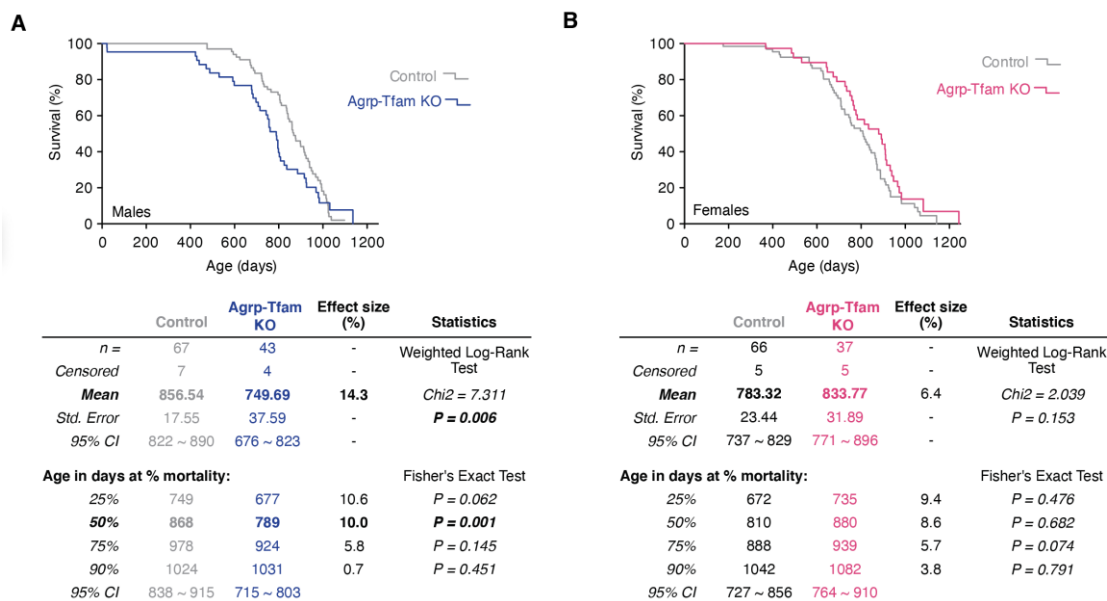 A
100
80
60
40
20
0
Survival (%)
Control
Agrp-Tfam KO
Males
0 200 400 600 800 1000 1200
Age (days)
Control Agrp-Tfam KO Effect size (%) Statistics
n = 67 43 - Weighted Log-Rank Test
Censored 7 4 -
Mean 856.54 749.69 14.3 Chi2 = 7.311
Std. Error 17.55 37.59 - P = 0.006
95% CI 822 ~ 890 676 ~ 823 -
Age in days at % mortality: Fisher's Exact Test
25% 749 677 10.6 P = 0.062
50% 868 789 10.0 P = 0.001
75% 978 924 5.8 P = 0.145
90% 1024 1031 0.7 P = 0.451
95% CI 838 ~ 915 715 ~ 803
B
100
80
60
40
20
0
Survival (%)
Control
Agrp-Tfam KO
Females
0 200 400 600 800 1000 1200
Age (days)
Control Agrp-Tfam KO Effect size (%) Statistics
n = 66 37 - Weighted Log-Rank Test
Censored 5 5 -
Mean 783.32 833.77 6.4 Chi2 = 2.039
Std. Error 23.44 31.89 - P = 0.153
95% CI 737 ~ 829 771 ~ 896 -
Age in days at % mortality: Fisher's Exact Test
25% 672 735 9.4 P = 0.476
50% 810 880 8.6 P = 0.682
75% 888 939 5.7 P = 0.074
90% 1042 1082 3.8 P = 0.791
95% CI 727 ~ 856 764 ~ 910